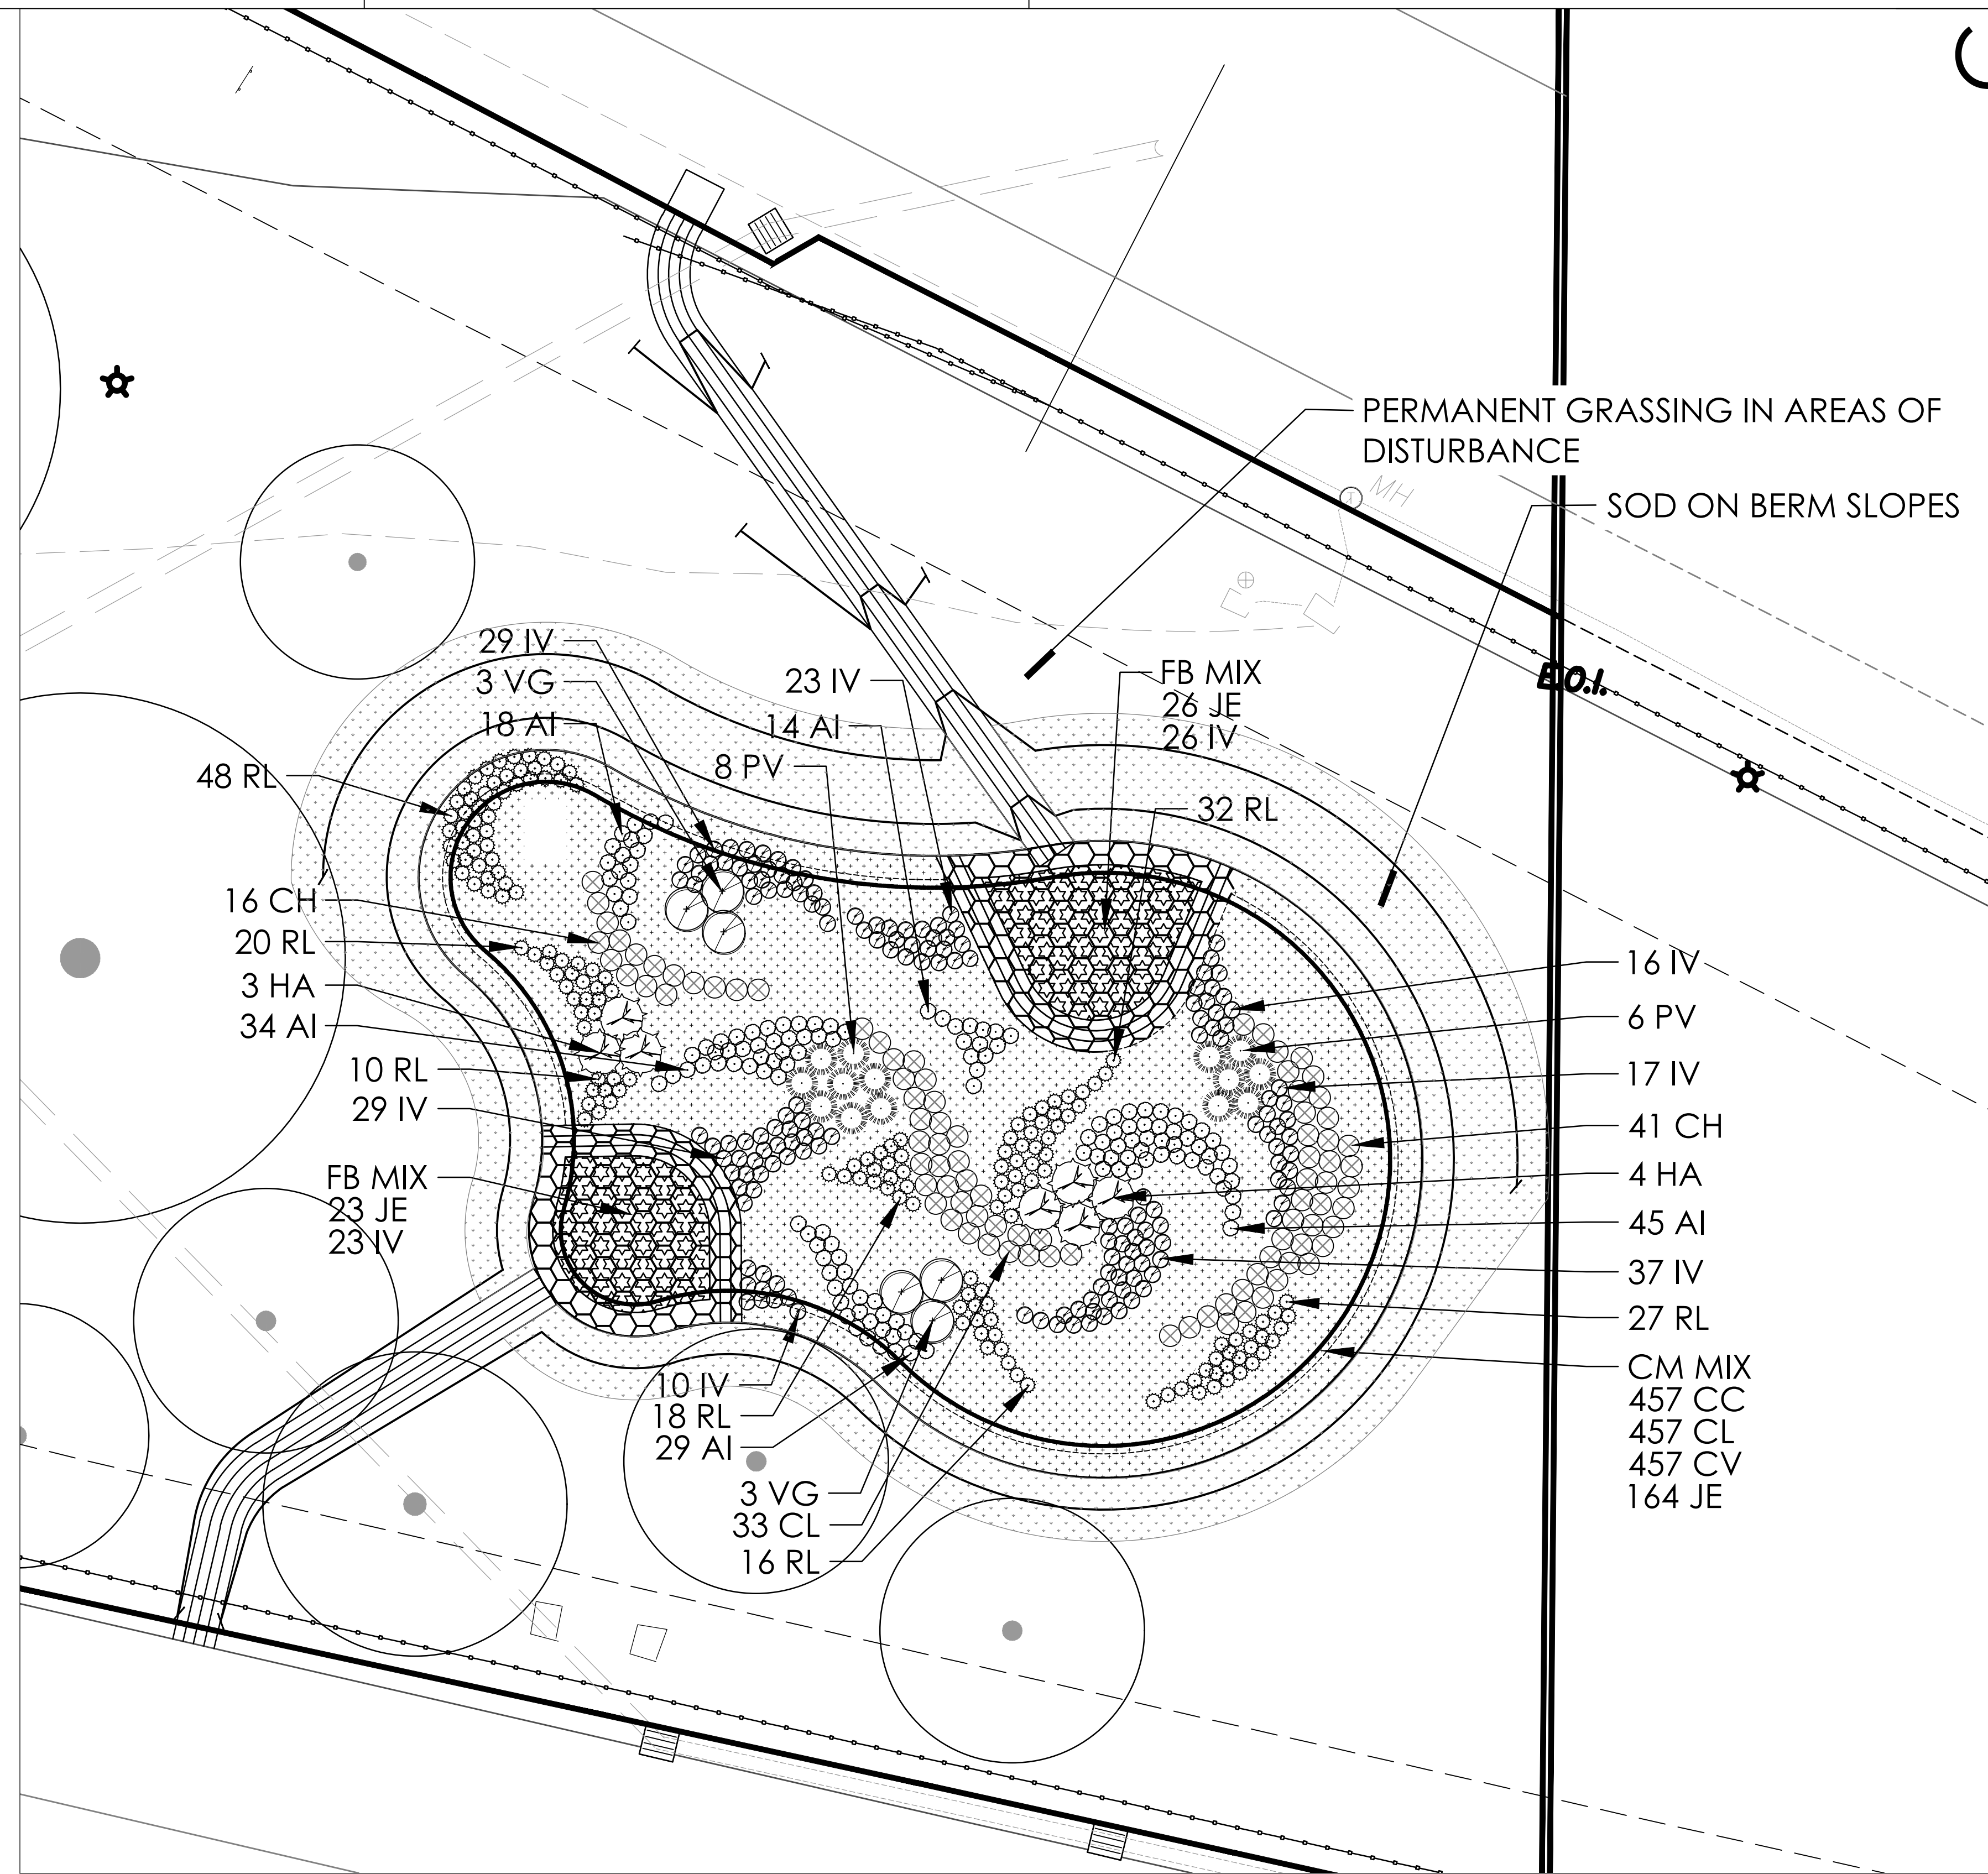 PERMANENT GRASSING IN AREAS OF
DISTURBANCE
MH
SOD ON BERM SLOPES
29 IV
3 VG
18 AI
23 IV
14 AI
8 PV
FB MIX
26 JE
26 IV
E.O.I.
48 RL
32 RL
16 CH
20 RL
3 HA
34 AI
10 RL
29 IV
FB MIX
23 JE
23 IV
16 IV
6 PV
17 IV
41 CH
4 HA
45 AI
37 IV
27 RL
CM MIX
457 CC
457 CL
457 CV
164 JE
10 IV
18 RL
29 AI
3 VG
33 CL
16 RL